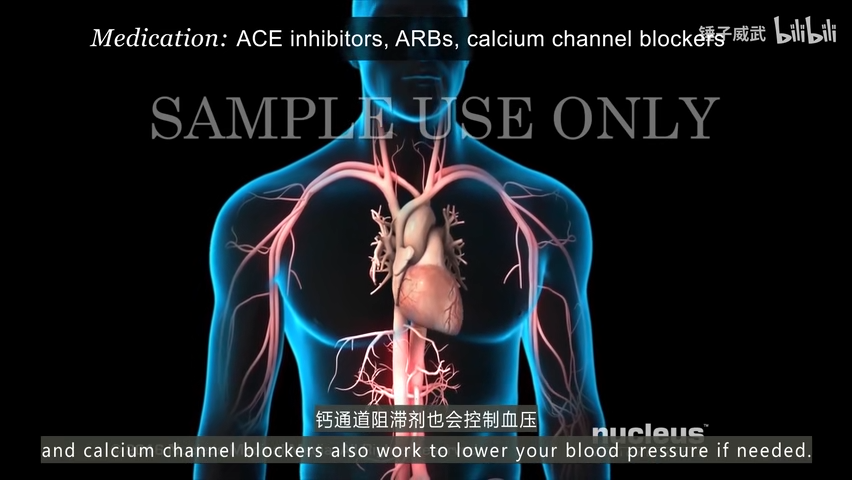 Medication: ACE inhibitors, ARBs, calcium channel blockers
锤子威武 bilibili
SAMPLE USE ONLY
钙通道阻滞剂也会控制血压
nucleus™
and calcium channel blockers also work to lower your blood pressure if needed.